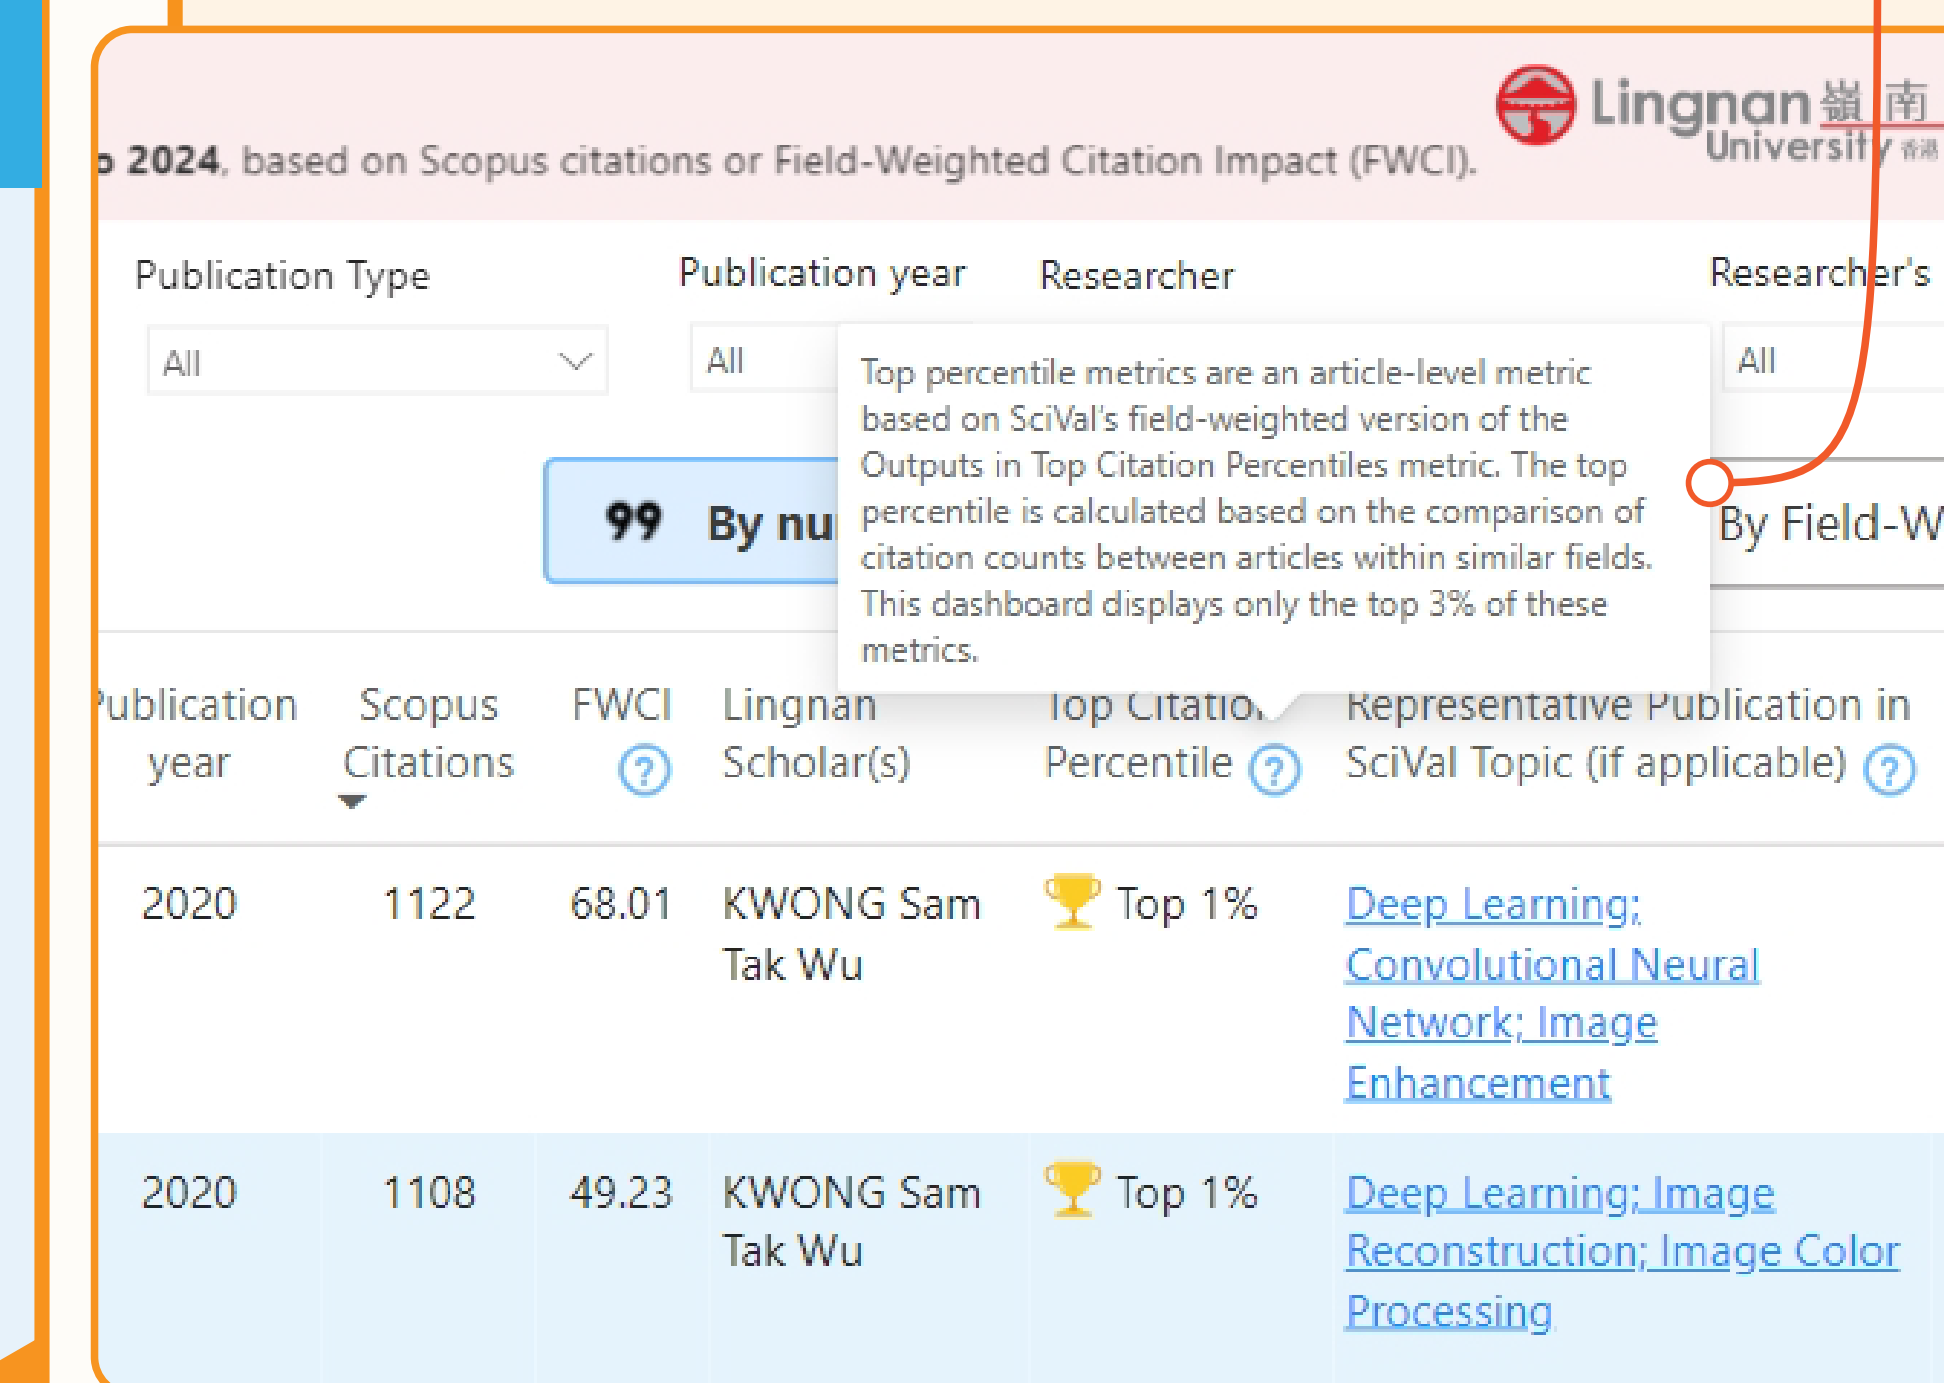 Lingnan 嶺南
University 香港
2024, based on Scopus citations or Field-Weighted Citation Impact (FWCI).
Publication Type
Publication year
Researcher
Researcher's
All
All
All
Top percentile metrics are an article-level metric
based on SciVal's field-weighted version of the
Outputs in Top Citation Percentiles metric. The top
percentile is calculated based on the comparison of
citation counts between articles within similar fields.
This dashboard displays only the top 3% of these
metrics.
By
By Field-W
Publication
year
Scopus
Citations
FWCI
Lingnan
Scholar(s)
Top Citation
Percentile
Representative Publication in
SciVal Topic (if applicable)
2020
1122
68.01
KWONG Sam
Tak Wu
Top 1%
Deep Learning;
Convolutional Neural
Network; Image
Enhancement
2020
1108
49.23
KWONG Sam
Tak Wu
Top 1%
Deep Learning; Image
Reconstruction; Image Color
Processing